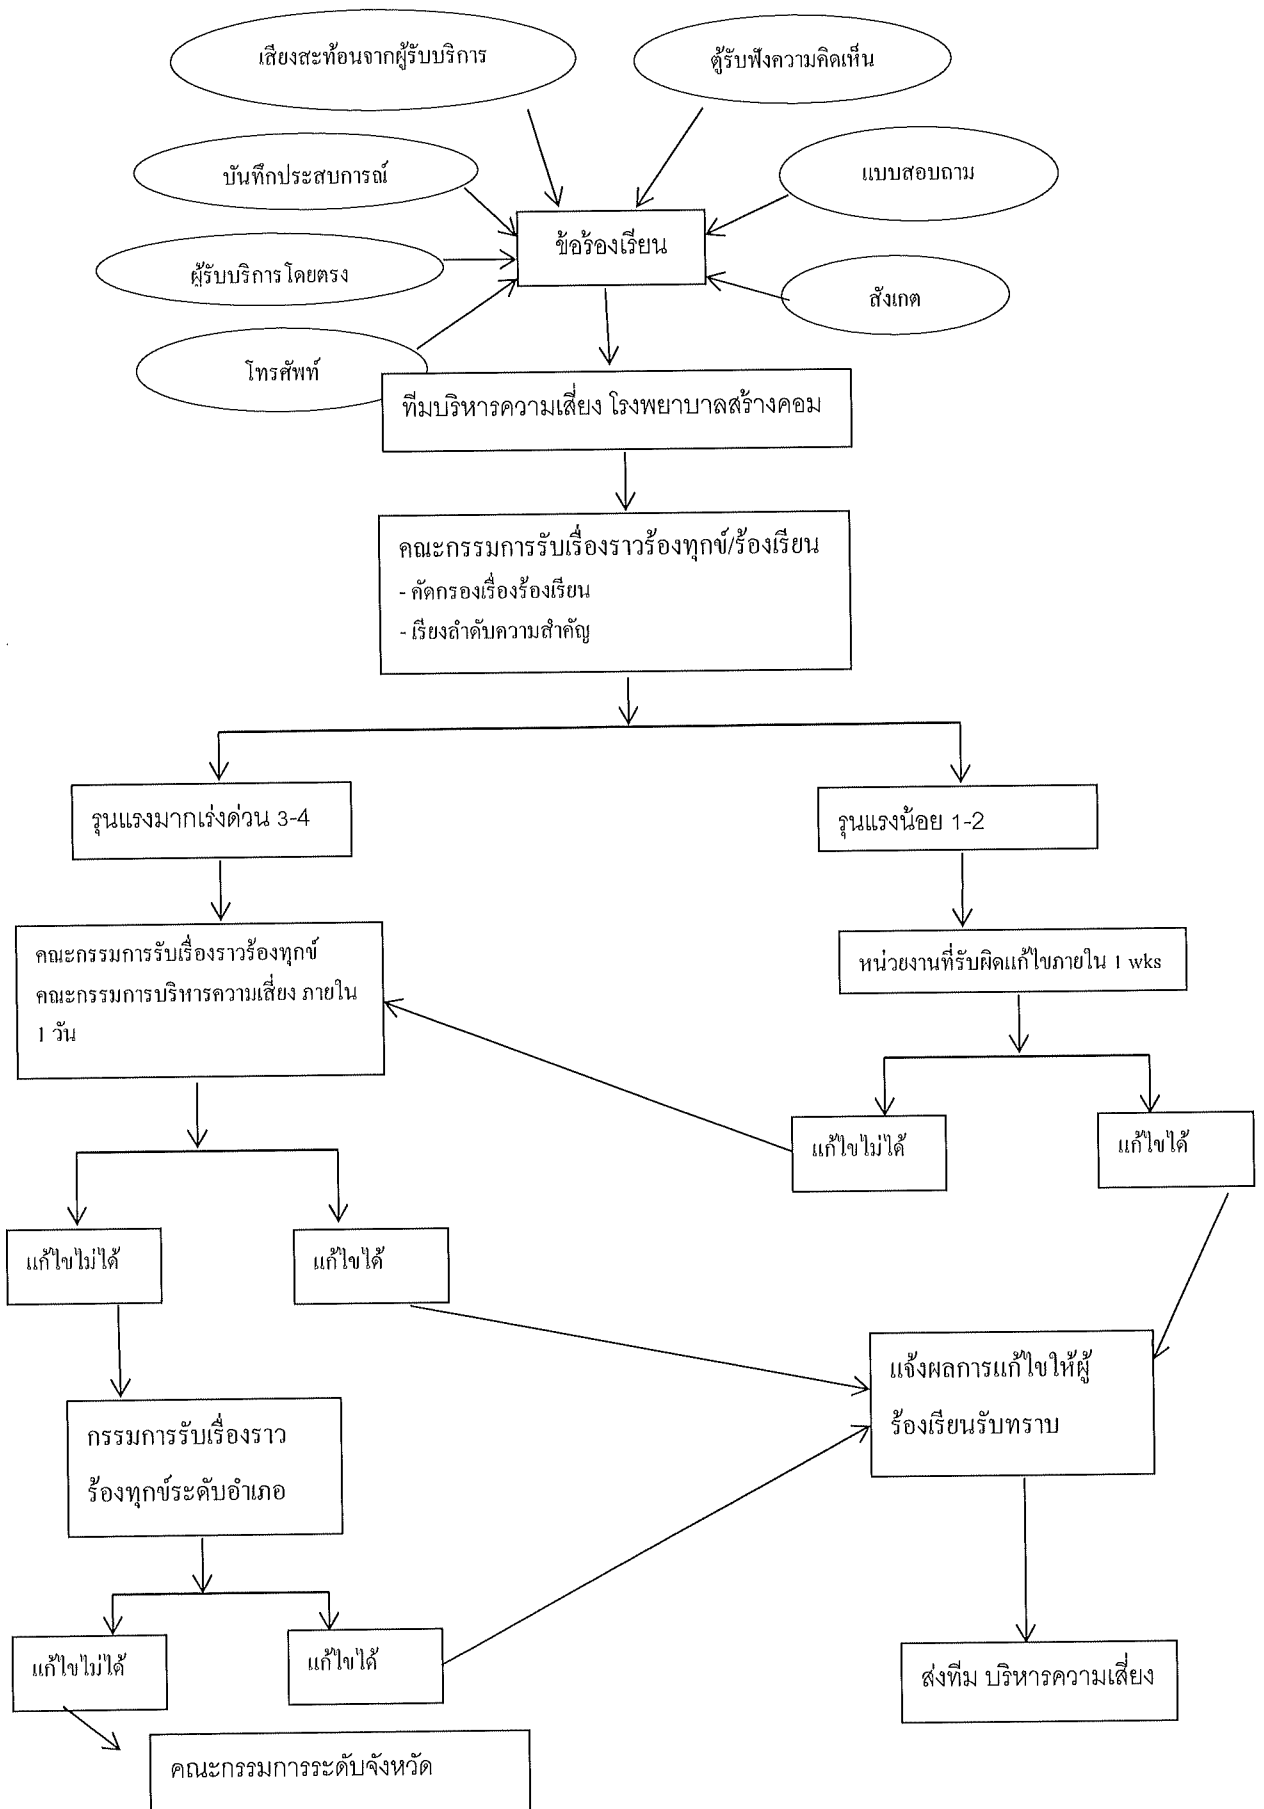 เสียงสะท้อนจากผู้รับบริการ
ตู้รับฟังความคิดเห็น
บันทึกประสบการณ์
แบบสอบถาม
ข้อร้องเรียน
ผู้รับบริการโดยตรง
สังเกต
โทรศัพท์
ทีมบริหารความเสี่ยง โรงพยาบาลสร้างคอม
คณะกรรมการรับเรื่องราวร้องทุกข์/ร้องเรียน
- คัดกรองเรื่องร้องเรียน
- เรียงลำดับความสำคัญ
รุนแรงมากเร่งด่วน 3-4
รุนแรงน้อย 1-2
คณะกรรมการรับเรื่องราวร้องทุกข์
คณะกรรมการบริหารความเสี่ยง ภายใน
1 วัน
หน่วยงานที่รับผิดแก้ไขภายใน 1 wks
แก้ไขไม่ได้
แก้ไขได้
แก้ไขไม่ได้
แก้ไขได้
แจ้งผลการแก้ไขให้ผู้
ร้องเรียนรับทราบ
กรรมการรับเรื่องราว
ร้องทุกข์ระดับอำเภอ
แก้ไขไม่ได้
แก้ไขได้
ส่งทีม บริหารความเสี่ยง
คณะกรรมการระดับจังหวัด